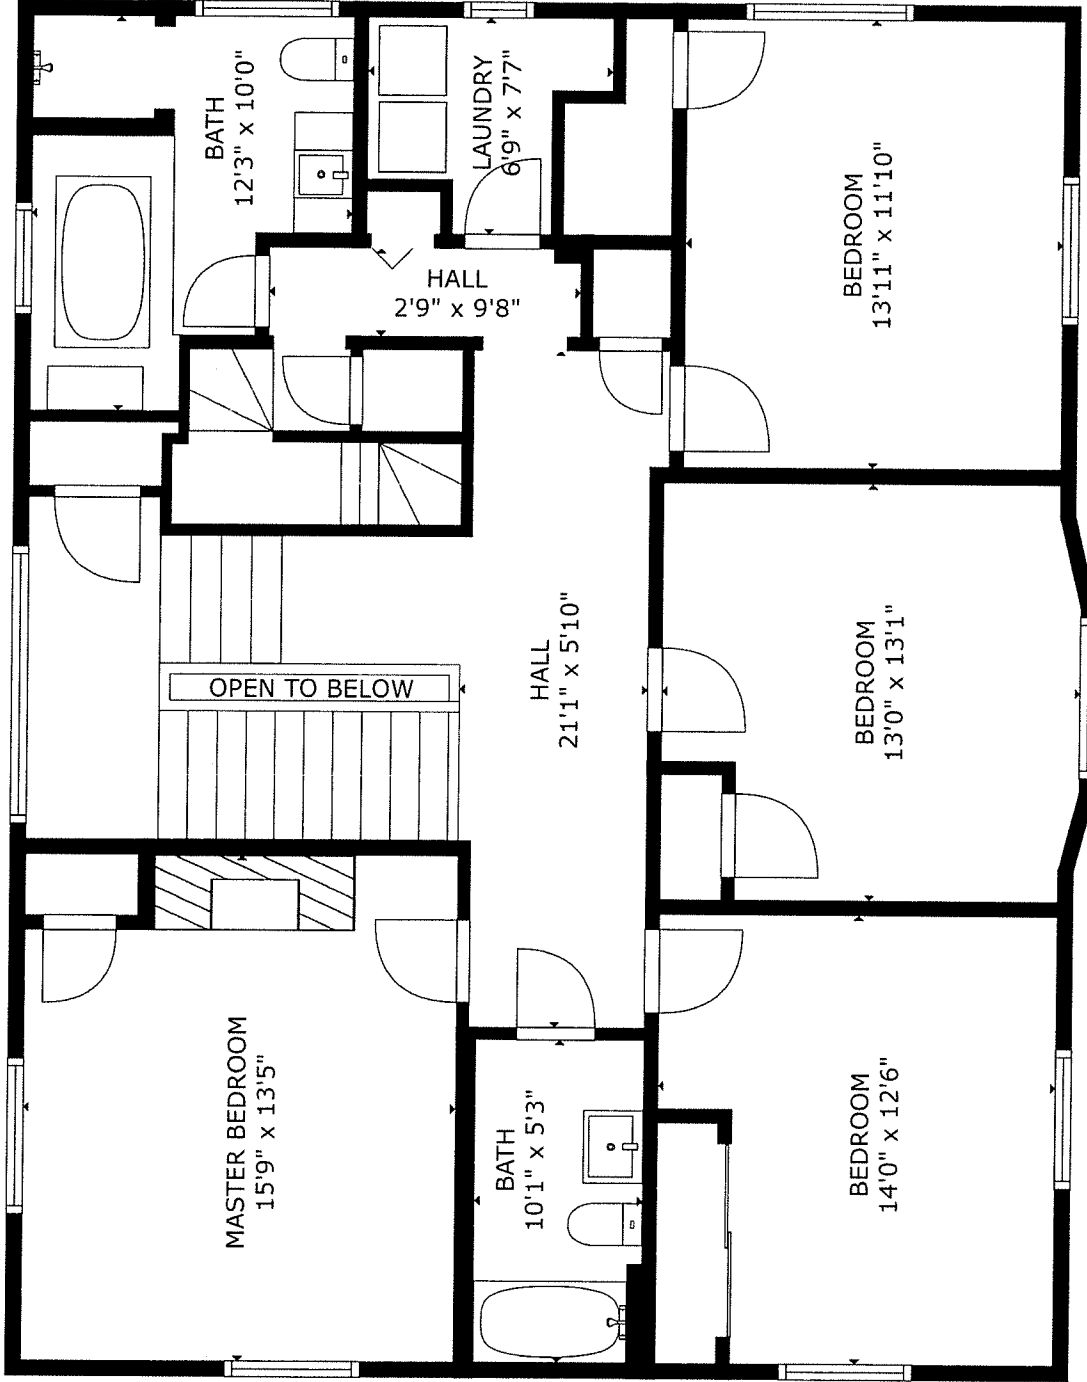 BATH
12'3" x 10'0"
LAUNDRY
6'9" x 7'7"
BEDROOM
13'11" x 11'10"
HALL
2'9" x 9'8"
OPEN TO BELOW
HALL
21'1" x 5'10"
BEDROOM
13'0" x 13'1"
MASTER BEDROOM
15'9" x 13'5"
BATH
10'1" x 5'3"
BEDROOM
14'0" x 12'6"